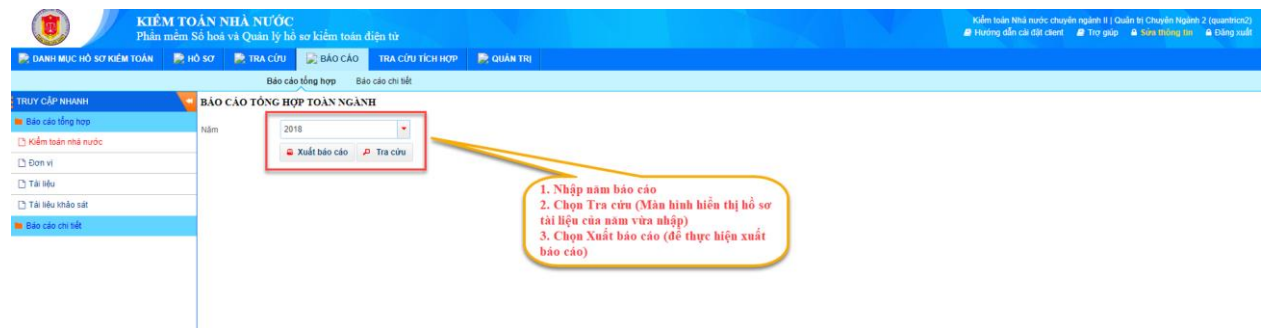 KIỂM TOÁN NHÀ NƯỚC
Phần mềm Số hoá và Quản lý hồ sơ kiểm toán điện tử
Kiểm toán Nhà nước chuyên ngành II | Quản trị Chuyên Ngành 2 (quantricn2)
Hướng dẫn cài đặt client Trợ giúp Sửa thông tin Đăng xuất
DANH MỤC HỒ SƠ KIỂM TOÁN HỒ SƠ TRA CỨU BÁO CÁO TRA CỨU TÍCH HỢP QUẢN TRỊ
Báo cáo tổng hợp Báo cáo chi tiết
TRUY CẬP NHANH
Báo cáo tổng hợp
Kiểm toán nhà nước
Đơn vị
Tài liệu
Tài liệu khảo sát
Báo cáo chi tiết
BÁO CÁO TỔNG HỢP TOÀN NGÀNH
Năm 2018
Xuất báo cáo Tra cứu
1. Nhập năm báo cáo
2. Chọn Tra cứu (Màn hình hiển thị hồ sơ
tài liệu của năm vừa nhập)
3. Chọn Xuất báo cáo (để thực hiện xuất
báo cáo)